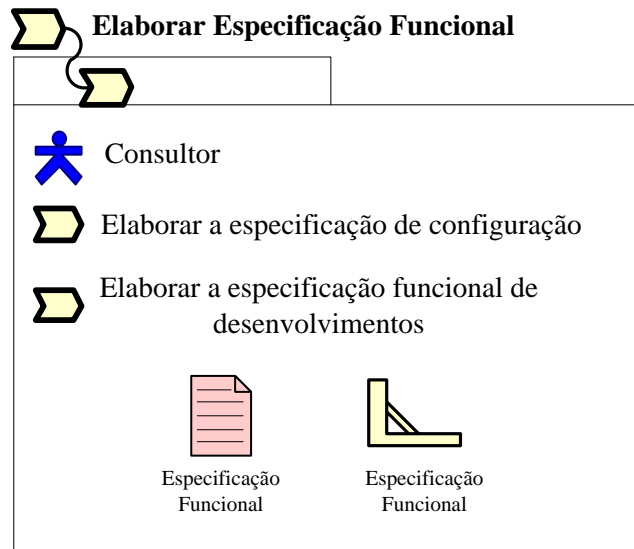 Elaborar Especificação Funcional
Consultor
Elaborar a especificação de configuração
Elaborar a especificação funcional de
desenvolvimentos
Especificação
Funcional
Especificação
Funcional